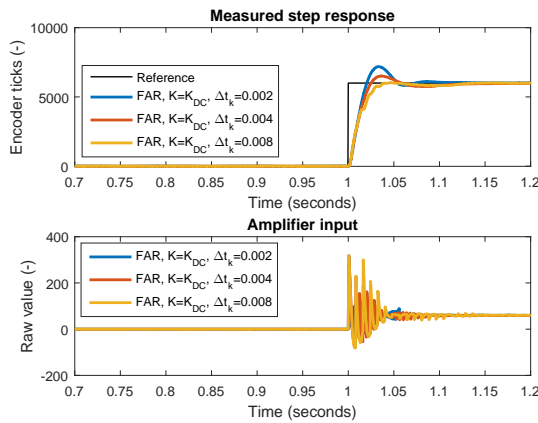 Measured step response
Encoder ticks (-)
10000
5000
0
Reference
FAR, K=K_DC, Δt_k=0.002
FAR, K=K_DC, Δt_k=0.004
FAR, K=K_DC, Δt_k=0.008
0.7 0.75 0.8 0.85 0.9 0.95 1 1.05 1.1 1.15 1.2
Time (seconds)
Amplifier input
Raw value (-)
400
200
0
-200
FAR, K=K_DC, Δt_k=0.002
FAR, K=K_DC, Δt_k=0.004
FAR, K=K_DC, Δt_k=0.008
0.7 0.75 0.8 0.85 0.9 0.95 1 1.05 1.1 1.15 1.2
Time (seconds)